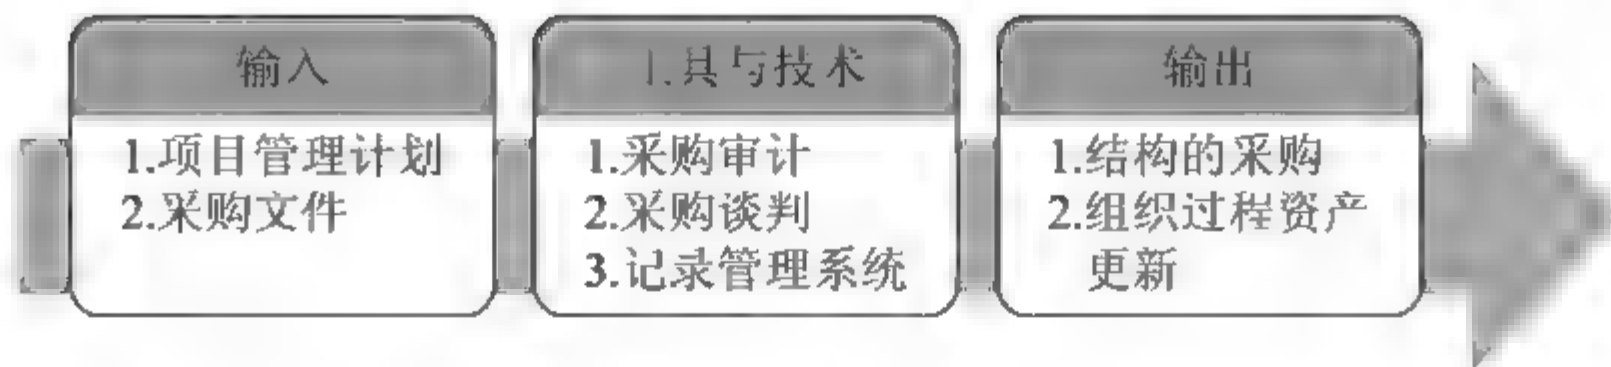 输入
1.项目管理计划
2.采购文件
工具与技术
1.采购审计
2.采购谈判
3.记录管理系统
输出
1.结构的采购
2.组织过程资产
更新